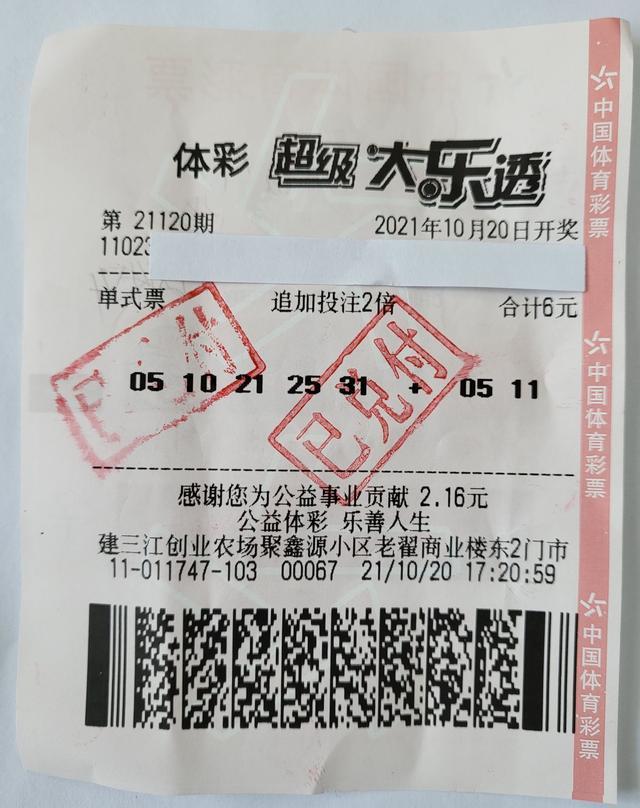 体彩 超级大乐透
第 21120期 2021年10月20日开奖
11023
单式票 追加投注2倍 合计6元
05 10 21 25 31 + 05 11
已兑付
已
感谢您为公益事业贡献 2.16元
公益体彩 乐善人生
建三江创业农场聚鑫源小区老翟商业楼东2门市
11-011747-103 00067 21/10/20 17:20:59
中国体育彩票
中国体育彩票
中国体育彩票